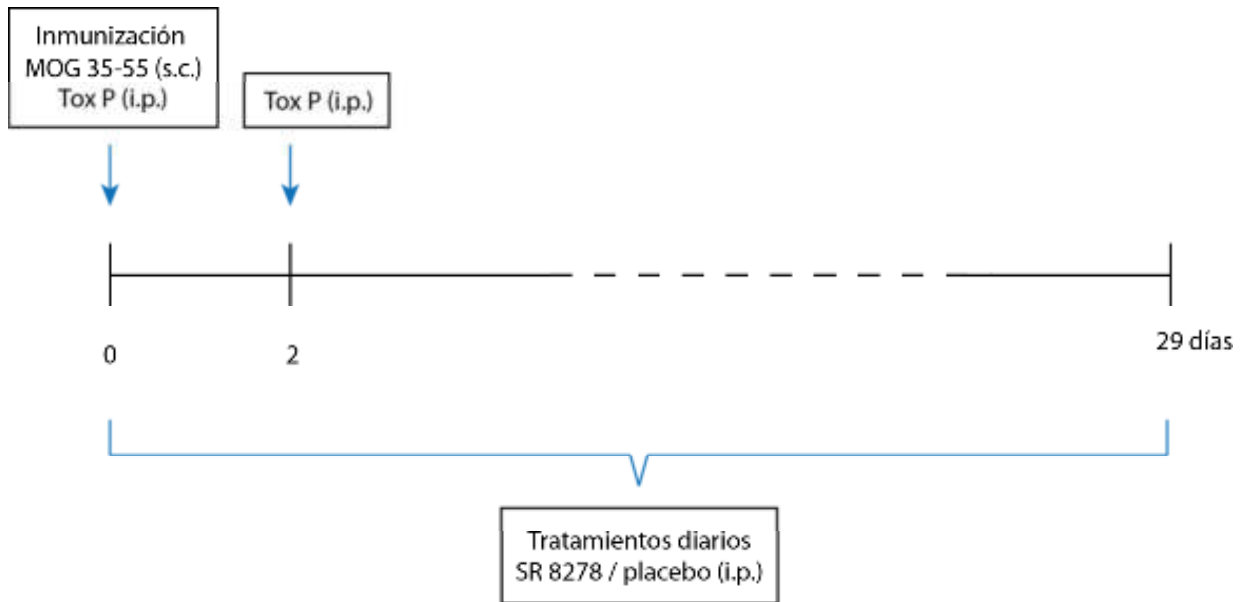 Inmunización
MOG 35-55 (s.c.)
Tox P (i.p.)
Tox P (i.p.)
0
2
29 días
Tratamientos diarios
SR 8278 / placebo (i.p.)